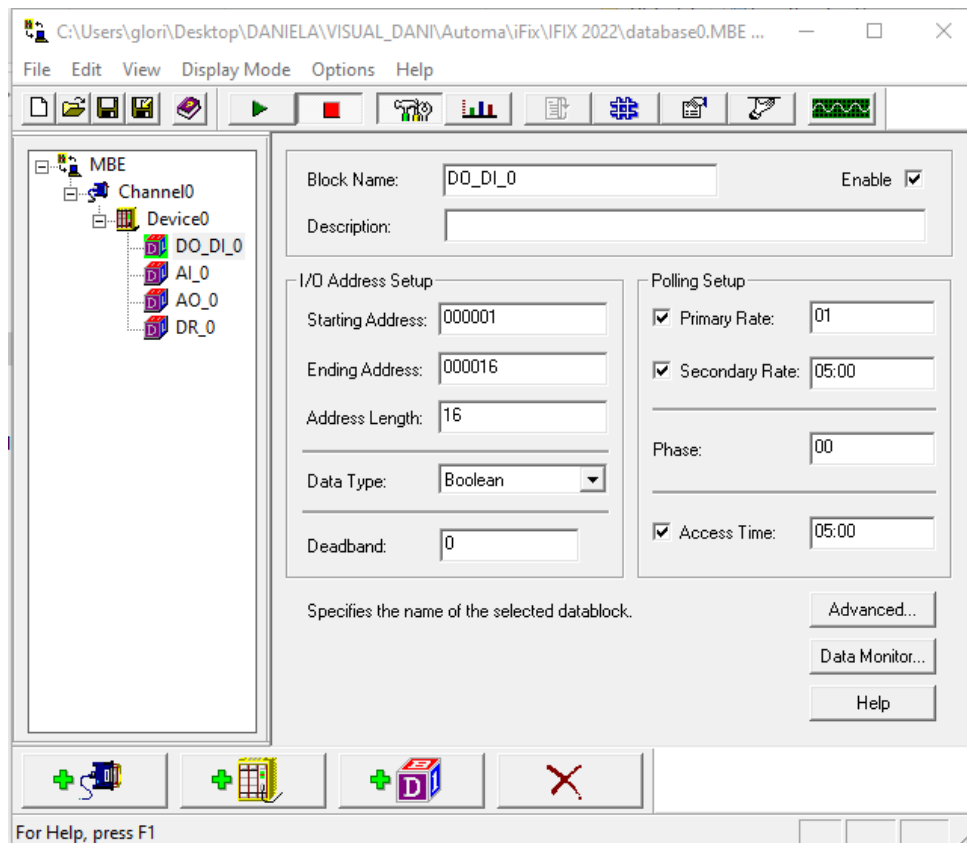 C:\Users\glori\Desktop\DANIELA\VISUAL_DANI\Automa\iFix\IFIX 2022\database0.MBE ...
File Edit View Display Mode Options Help
MBE
Channel0
Device0
DO_DI_0
AI_0
AO_0
DR_0
Block Name: DO_DI_0 Enable
Description:
I/O Address Setup
Starting Address: 000001
Ending Address: 000016
Address Length: 16
Data Type: Boolean
Deadband: 0
Polling Setup
Primary Rate: 01
Secondary Rate: 05:00
Phase: 00
Access Time: 05:00
Specifies the name of the selected datablock.
Advanced...
Data Monitor...
Help
For Help, press F1